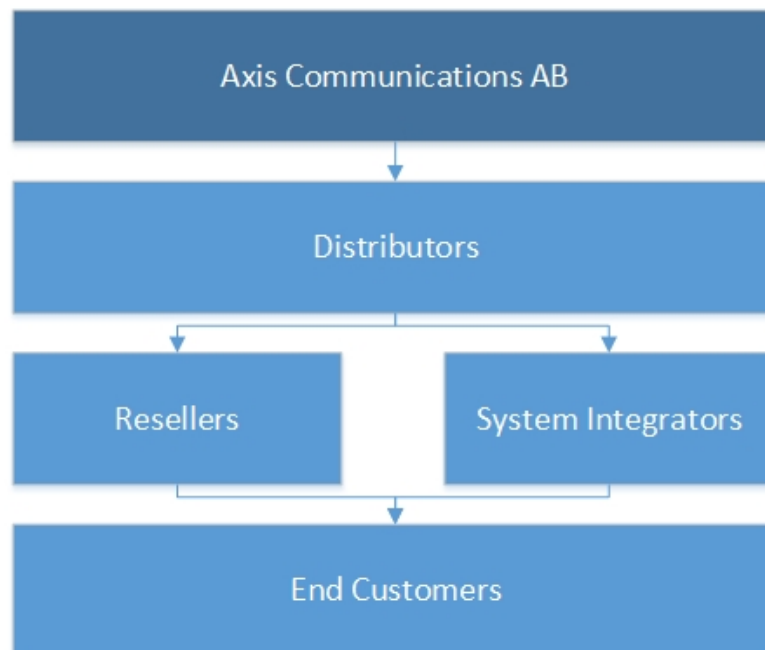 Axis Communications AB
Distributors
Resellers
System Integrators
End Customers